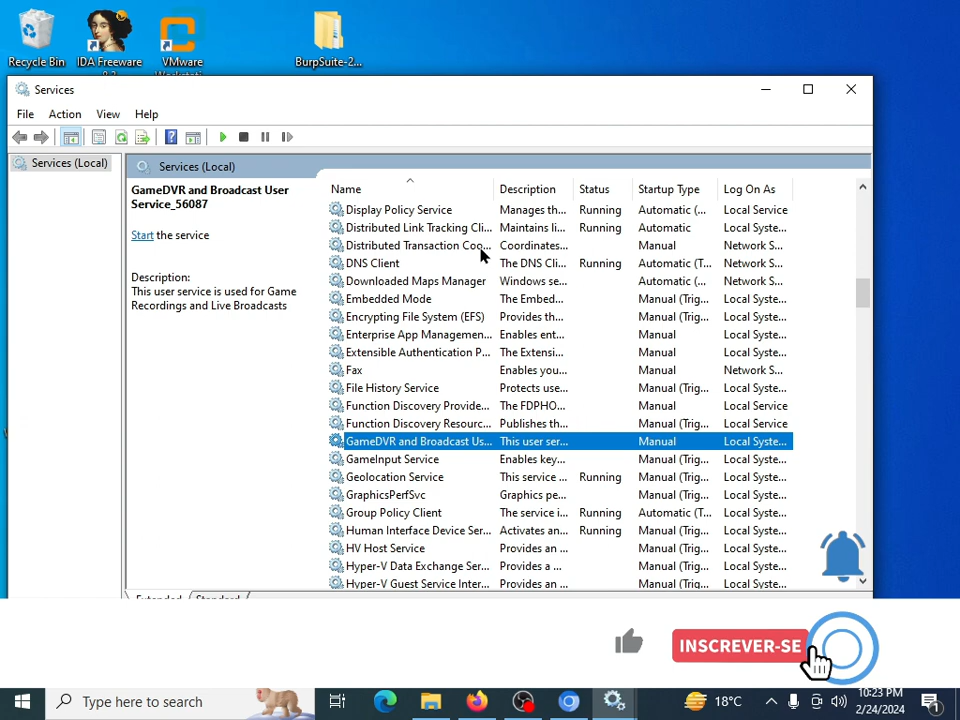 Recycle Bin
IDA Freeware
VMware
BurpSuite-2...
Services
File Action View Help
Services (Local)
Services (Local)
GameDVR and Broadcast User
Service_56087
Start the service
Description:
This user service is used for Game
Recordings and Live Broadcasts
Name Description Status Startup Type Log On As
Display Policy Service Manages th... Running Automatic (... Local Service
Distributed Link Tracking Cli... Maintains li... Running Automatic Local Syste...
Distributed Transaction Coo... Coordinates... Manual Network S...
DNS Client The DNS Cli... Running Automatic (T... Network S...
Downloaded Maps Manager Windows se... Automatic (... Network S...
Embedded Mode The Embed... Manual (Trig... Local Syste...
Encrypting File System (EFS) Provides th... Manual (Trig... Local Syste...
Enterprise App Managemen... Enables ent... Manual Local Syste...
Extensible Authentication P... The Extensi... Manual Local Syste...
Fax Enables you... Manual Network S...
File History Service Protects use... Manual (Trig... Local Syste...
Function Discovery Provide... The FDPHO... Manual Local Service
Function Discovery Resourc... Publishes th... Manual (Trig... Local Service
GameDVR and Broadcast Us... This user ser... Manual Local Syste...
GameInput Service Enables key... Manual (Trig... Local Syste...
Geolocation Service This service ... Running Manual (Trig... Local Syste...
GraphicsPerfSvc Graphics pe... Manual (Trig... Local Syste...
Group Policy Client The service i... Running Automatic (T... Local Syste...
Human Interface Device Ser... Activates an... Running Manual (Trig... Local Syste...
HV Host Service Provides an ... Manual (Trig... Local Syste...
Hyper-V Data Exchange Ser... Provides a ... Manual (Trig... Local Syste...
Hyper-V Guest Service Inter... Provides an ... Manual (Trig... Local Syste...
Extended Standard
INSCREVER-SE
Type here to search
18°C
10:23 PM
2/24/2024
1